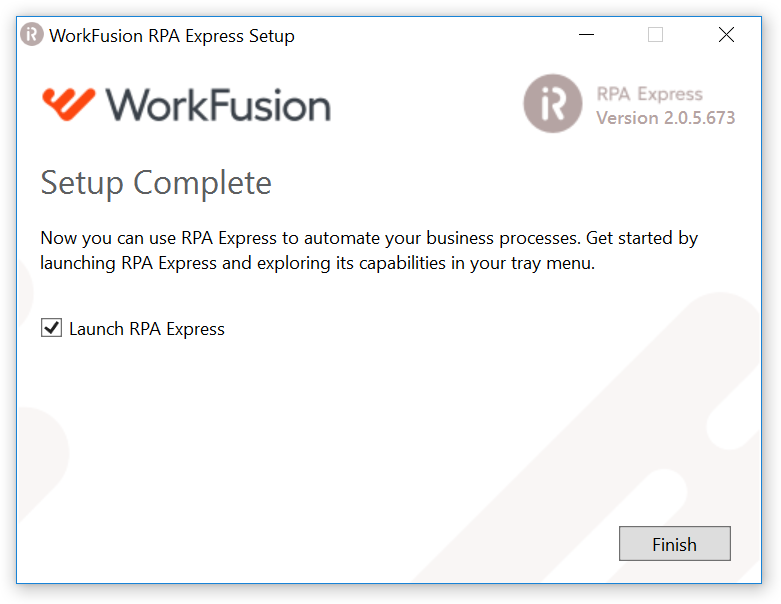 WorkFusion RPA Express Setup
WorkFusion
RPA Express
Version 2.0.5.673
Setup Complete
Now you can use RPA Express to automate your business processes. Get started by
launching RPA Express and exploring its capabilities in your tray menu.
Launch RPA Express
Finish